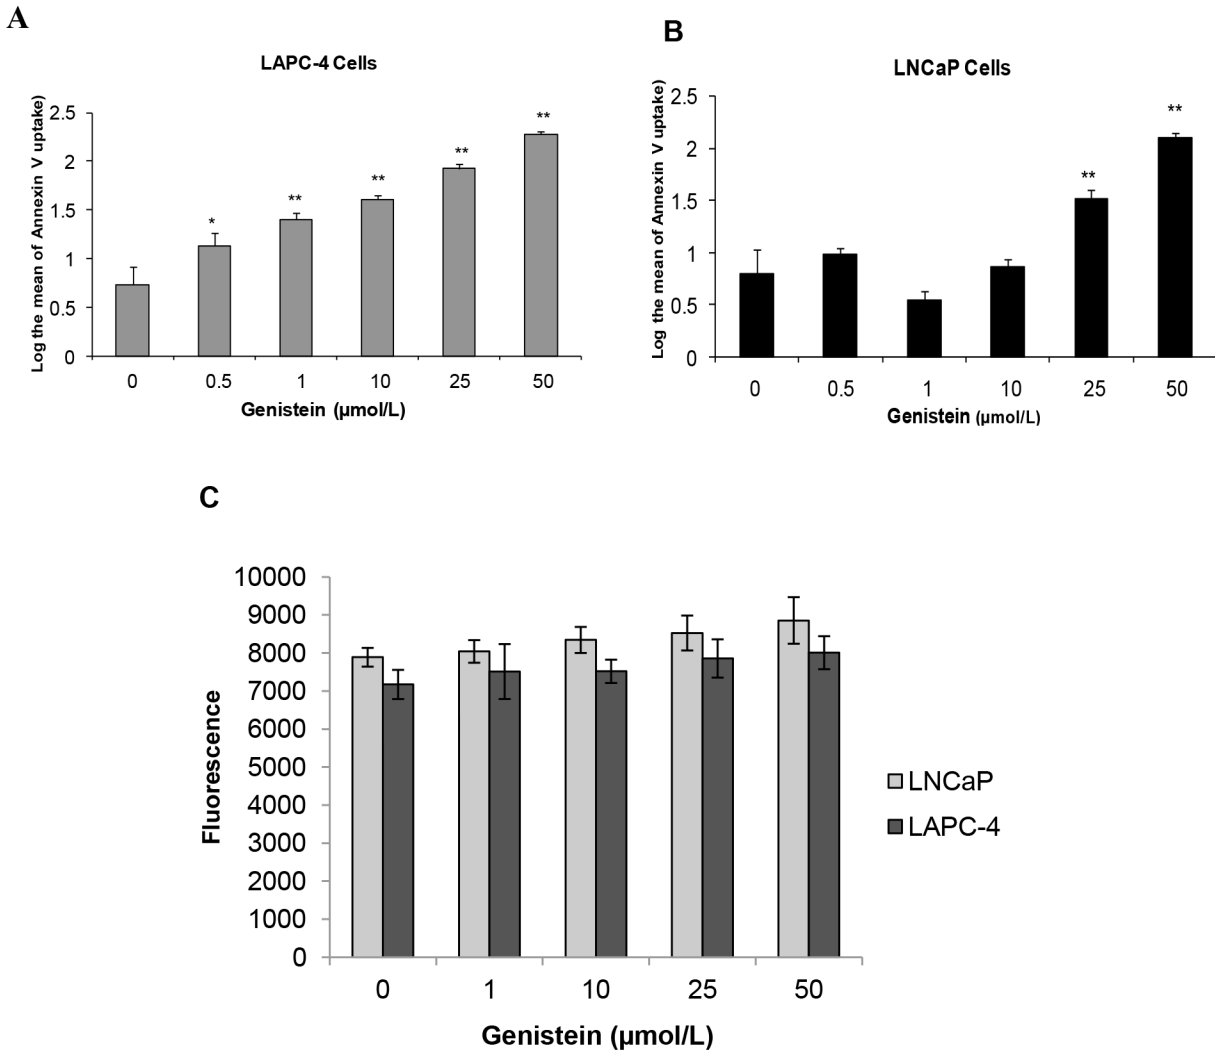 A
LAPC-4 Cells
Log the mean of Annexin V uptake)
2.5
2
1.5
1
0.5
0
*
**
**
**
**
0 0.5 1 10 25 50
Genistein (µmol/L)
B
LNCaP Cells
Log the mean of Annexin V uptake)
2.5
2
1.5
1
0.5
0
**
**
0 0.5 1 10 25 50
Genistein (µmol/L)
C
Fluorescence
10000
9000
8000
7000
6000
5000
4000
3000
2000
1000
0
0 1 10 25 50
Genistein (µmol/L)
LNCaP
LAPC-4